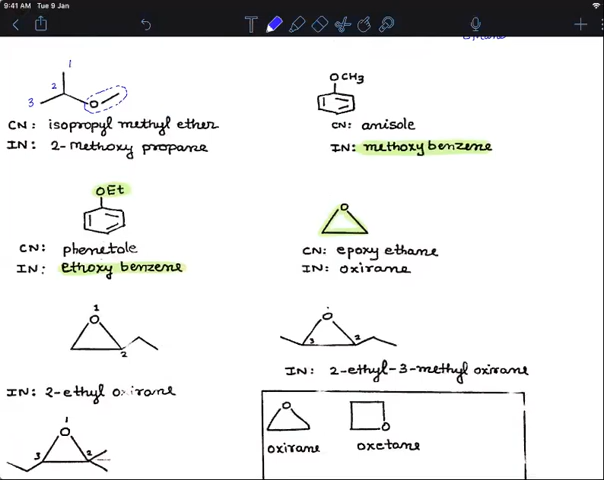 9:41 AM Tue 9 Jan
1
2
3
O
CN: isopropyl methyl ether
IN: 2-methoxy propane
OCH3
CN: anisole
IN: methoxy benzene
OEt
CN: phenetole
IN: ethoxy benzene
O
CN: epoxy ethane
IN: oxirane
1
O
2
IN: 2-ethyl oxirane
O
3
2
IN: 2-ethyl-3-methyl oxirane
1
O
3
2
O
oxirane
O
oxetane